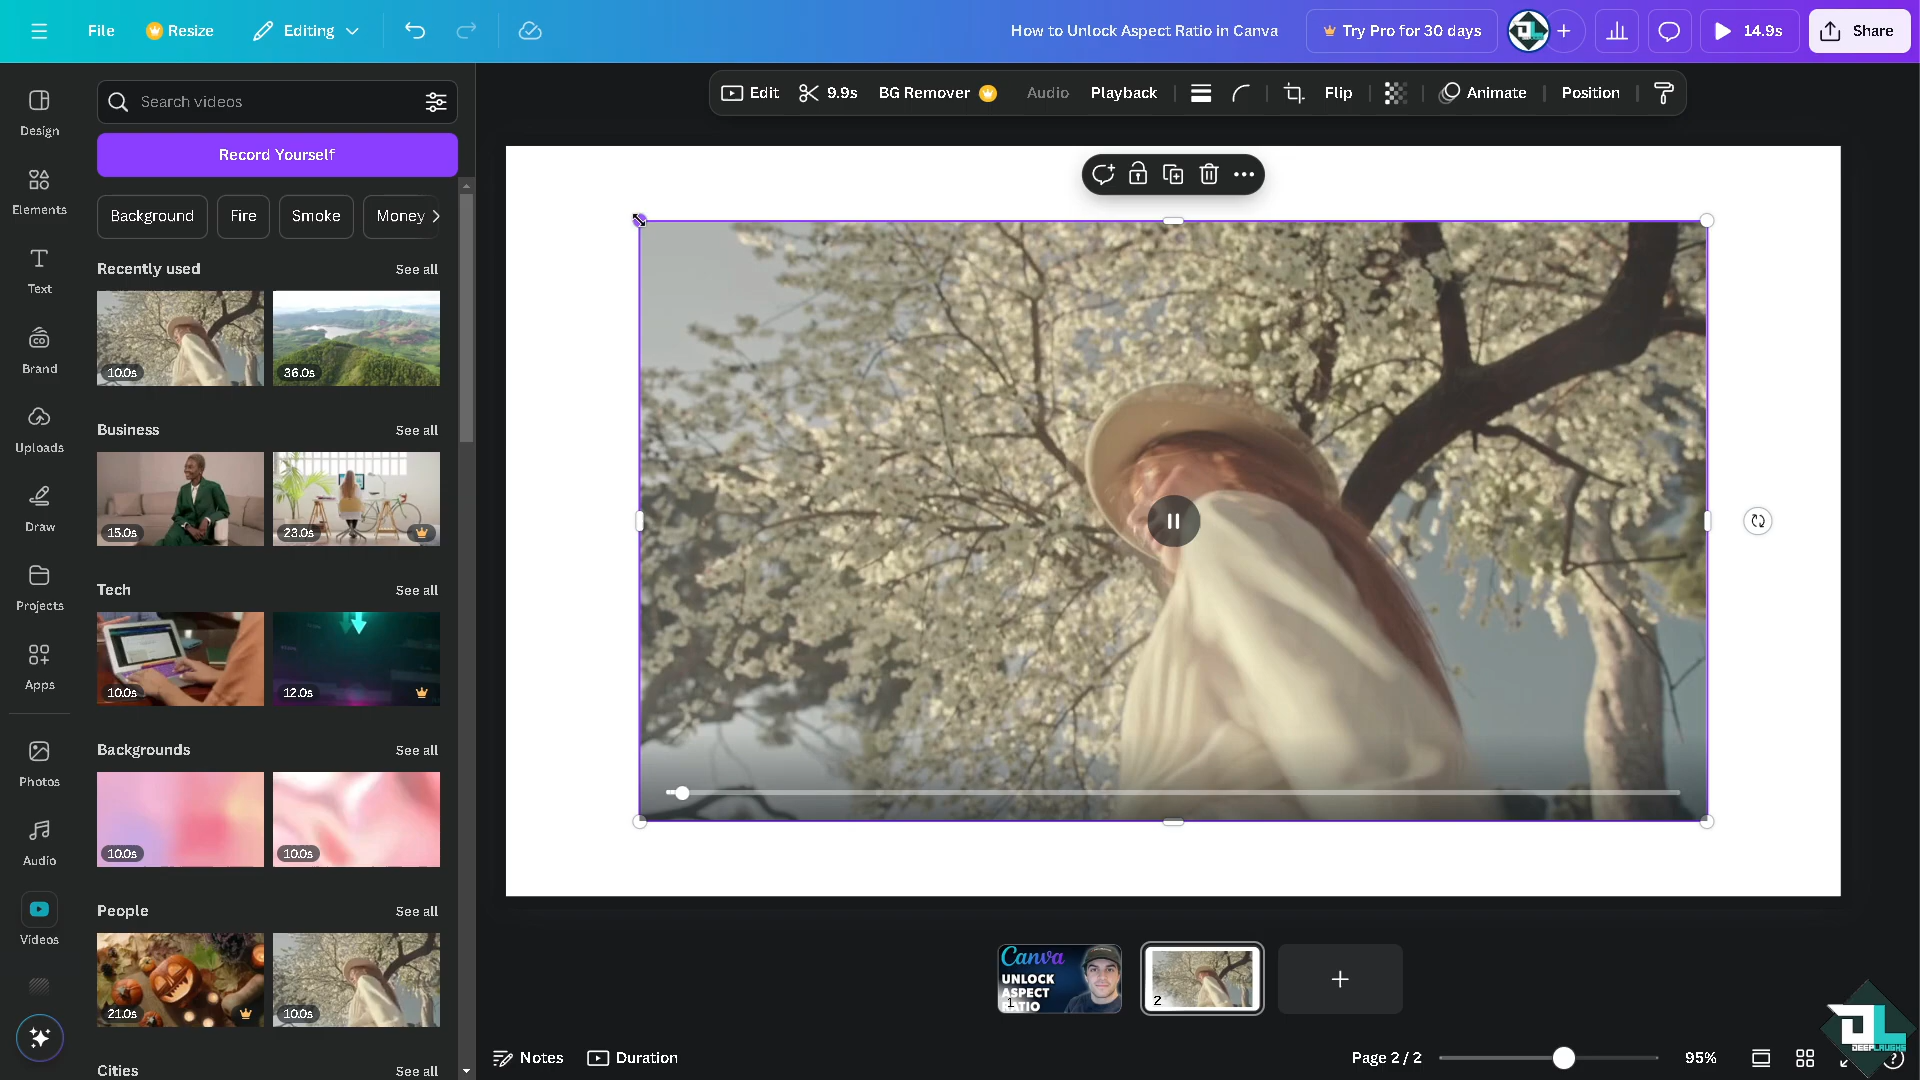 File
Resize
Editing
How to Unlock Aspect Ratio in Canva
Try Pro for 30 days
14.9s
Share
Design
Elements
Text
Brand
Uploads
Draw
Projects
Apps
Photos
Audio
Videos
Search videos
Record Yourself
Background
Fire
Smoke
Money
Recently used
See all
10.0s
36.0s
Business
See all
15.0s
23.0s
Tech
See all
10.0s
12.0s
Backgrounds
See all
10.0s
10.0s
People
See all
21.0s
10.0s
Cities
See all
Edit
9.9s
BG Remover
Audio
Playback
Flip
Animate
Position
Canva
UNLOCK
ASPECT
RATIO
1
2
Notes
Duration
Page 2 / 2
95%
DL
DEEPLAUGHS